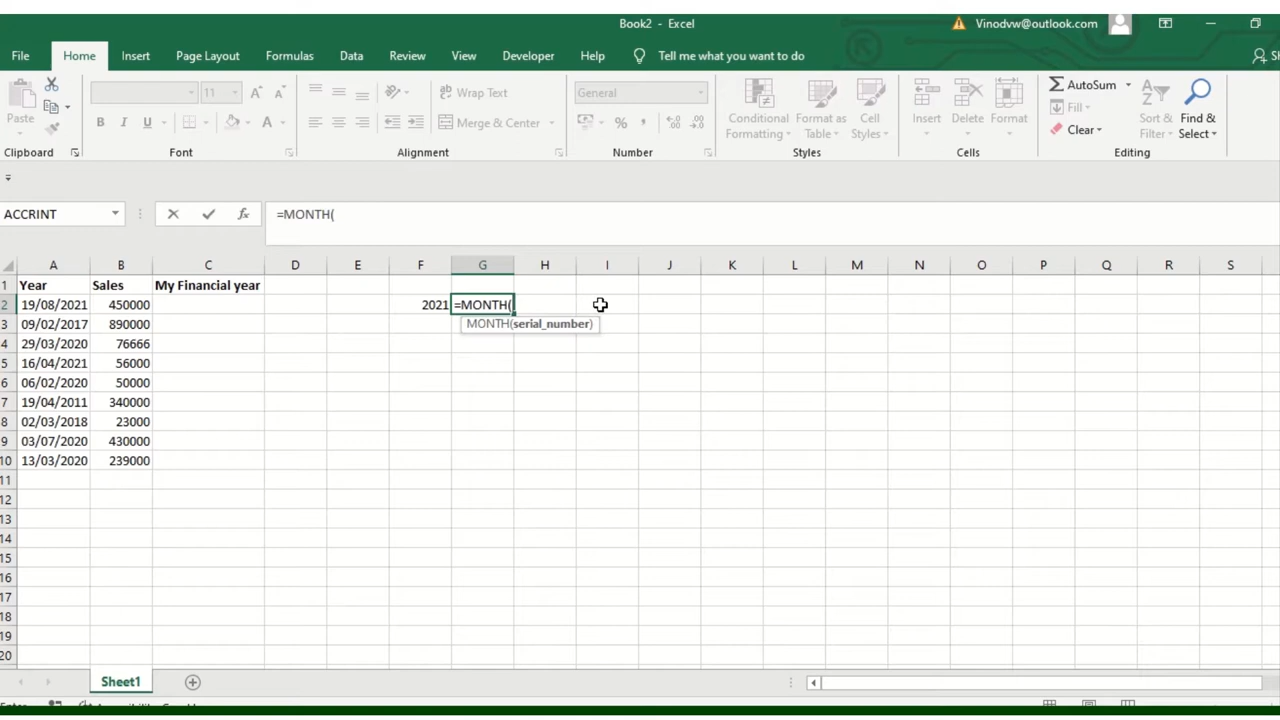 Book2 - Excel
Vinodvw@outlook.com
File Home Insert Page Layout Formulas Data Review View Developer Help Tell me what you want to do
Paste
11
Wrap Text
Merge & Center
General
Conditional Formatting
Format as Table
Cell Styles
Insert
Delete
Format
AutoSum
Fill
Clear
Sort & Filter
Find & Select
Clipboard Font Alignment Number Styles Cells Editing
ACCRINT =MONTH(
A B C D E F G H I J K L M N O P Q R S
1 Year Sales My Financial year
2 19/08/2021 450000 2021 =MONTH(
3 09/02/2017 890000 MONTH(serial_number)
4 29/03/2020 76666
5 16/04/2021 56000
6 06/02/2020 50000
7 19/04/2011 340000
8 02/03/2018 23000
9 03/07/2020 430000
10 13/03/2020 239000
11
12
13
14
15
16
17
18
19
20
Sheet1